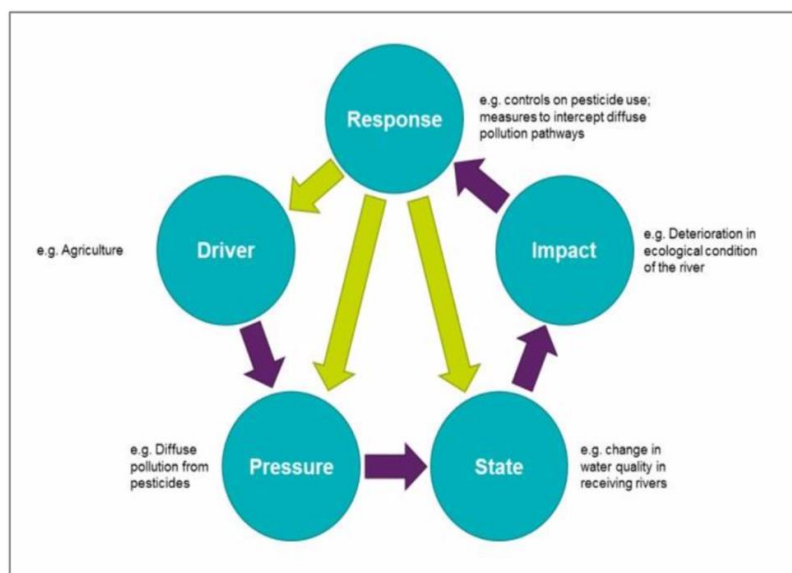 Response
e.g. controls on pesticide use;
measures to intercept diffuse
pollution pathways
e.g. Agriculture
Driver
Impact
e.g. Deterioration in
ecological condition
of the river
e.g. Diffuse
pollution from
pesticides
Pressure
State
e.g. change in
water quality in
receiving rivers